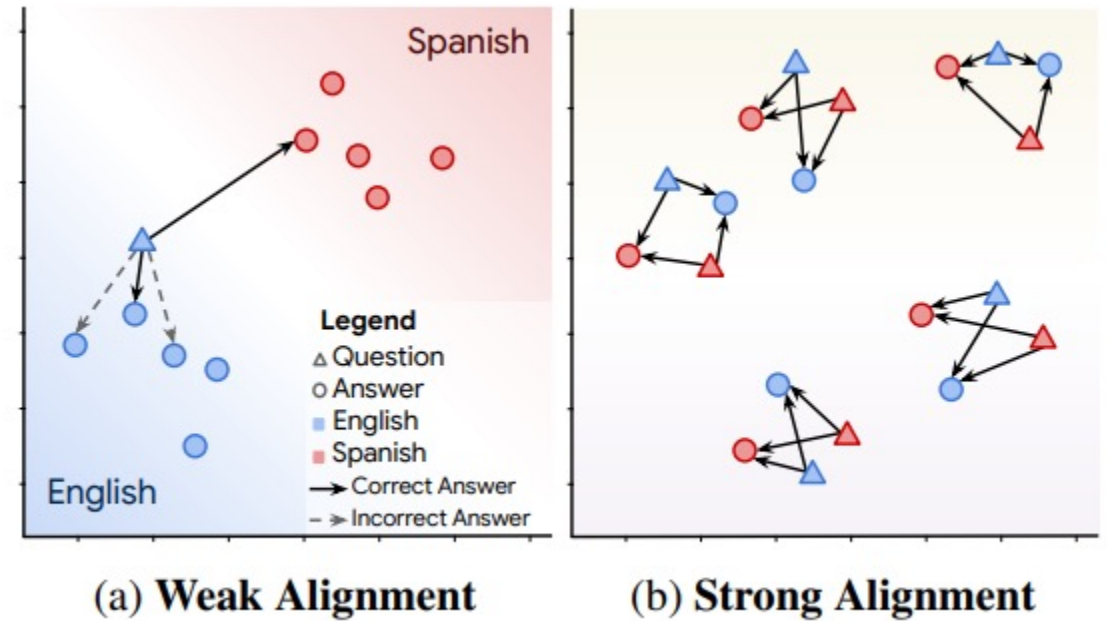 Spanish
Legend
Question
Answer
English
Spanish
Correct Answer
Incorrect Answer
English
(a) Weak Alignment
(b) Strong Alignment